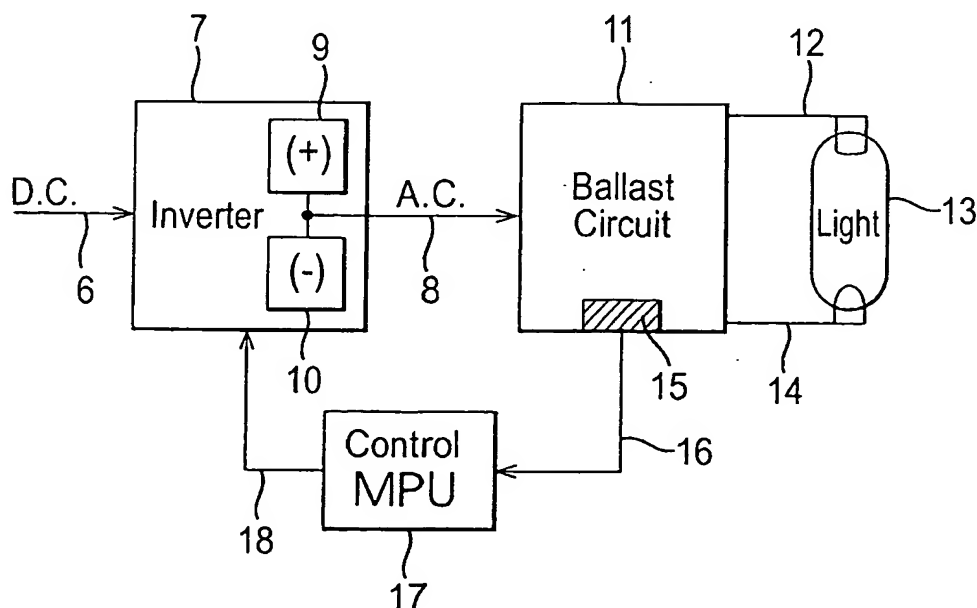 7
9
11
12
D.C.
Inverter
(+)
(-)
A.C.
Ballast
Circuit
Light
13
6
8
10
15
14
Control
MPU
16
18
17